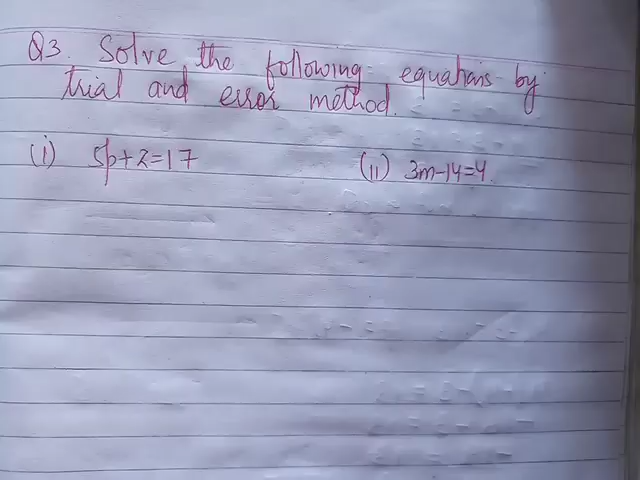 Q3. Solve the following equations by
trial and error method.
(i) 5p+2=17 (ii) 3m-14=4.